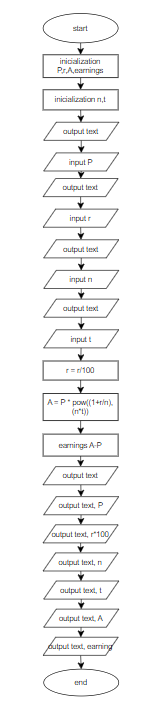 start
inicialization
P,r,A,earnings
inicialization n,t
output text
input P
output text
input r
output text
input n
output text
input t
r = r/100
A = P * pow((1+r/n),
(n*t))
earnings A-P
output text
output text, P
output text, r*100
output text, n
output text, t
output text, A
output text, earning
end